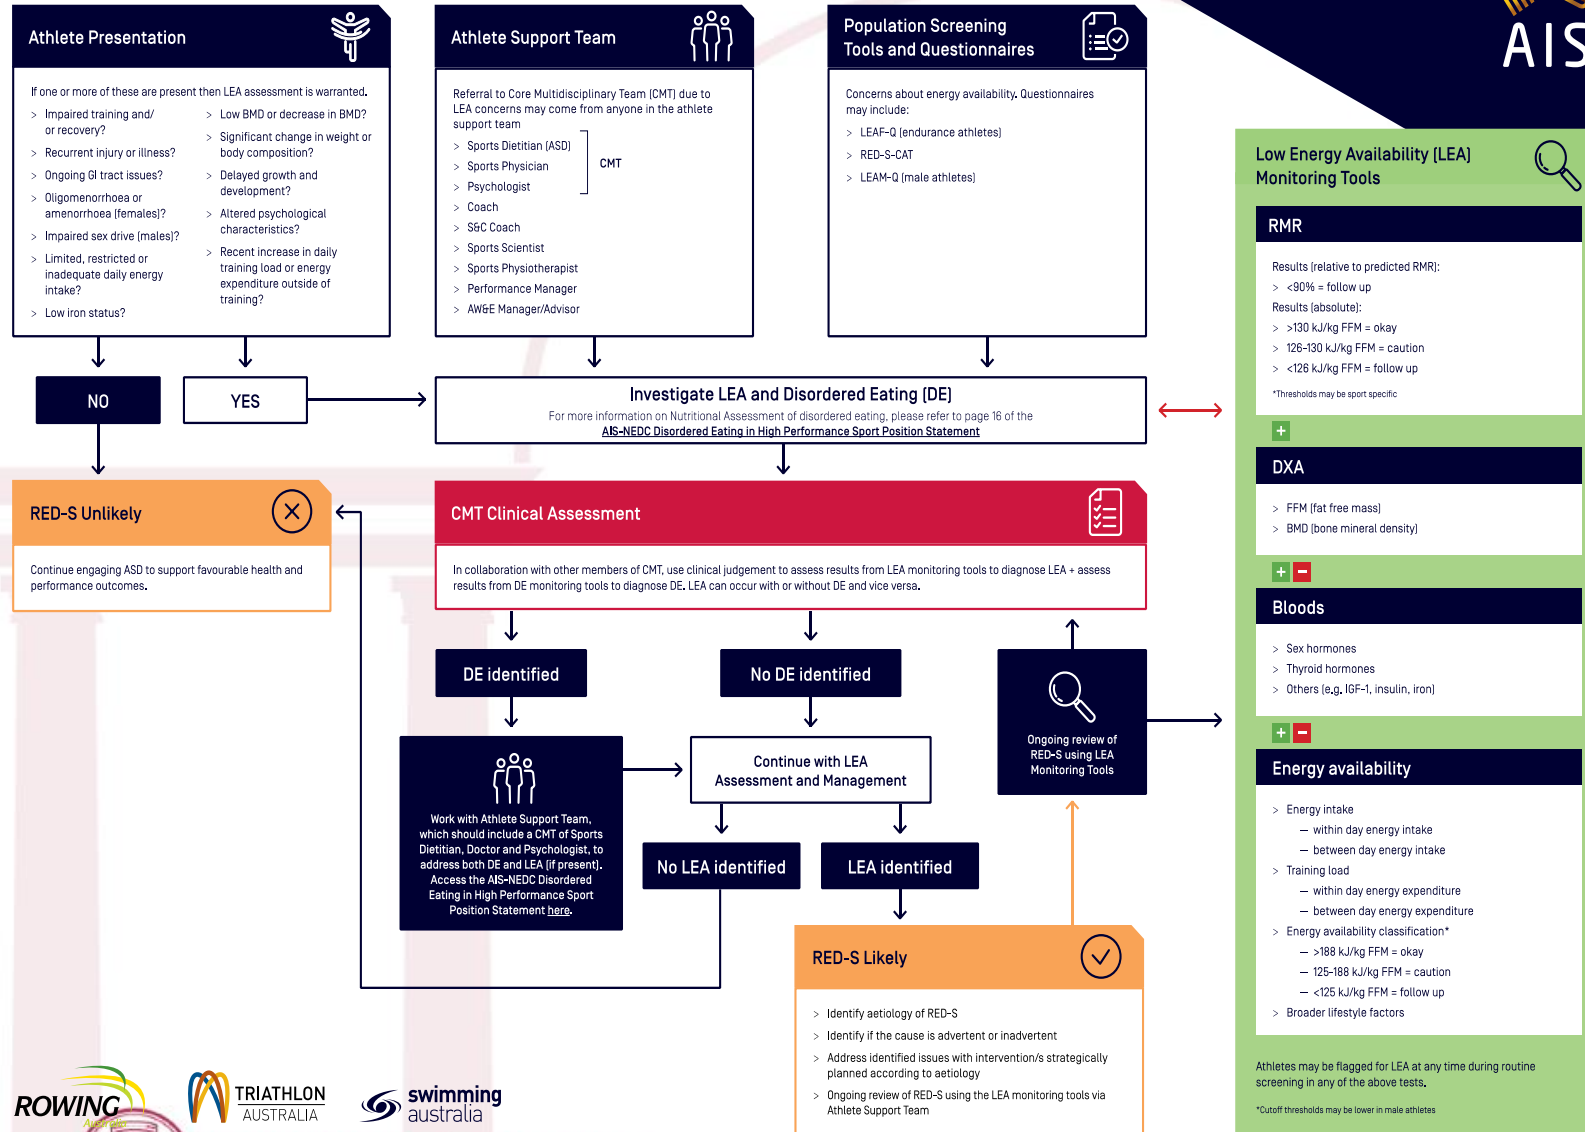 Athlete Presentation
If one or more of these are present then LEA assessment is warranted.
> Impaired training and/
or recovery?
> Recurrent injury or illness?
> Ongoing GI tract issues?
> Oligomenorrhoea or
amenorrhoea (females)?
> Impaired sex drive (males)?
> Limited, restricted or
inadequate daily energy
intake?
> Low iron status?
> Low BMD or decrease in BMD?
> Significant change in weight or
body composition?
> Delayed growth and
development?
> Altered psychological
characteristics?
> Recent increase in daily
training load or energy
expenditure outside of
training?
Athlete Support Team
Referral to Core Multidisciplinary Team (CMT) due to
LEA concerns may come from anyone in the athlete
support team
> Sports Dietitian (ASD)
> Sports Physician
> Psychologist
CMT
> Coach
> S&C Coach
> Sports Scientist
> Sports Physiotherapist
> Performance Manager
> AW&E Manager/Advisor
Population Screening
Tools and Questionnaires
Concerns about energy availability. Questionnaires
may include:
> LEAF-Q (endurance athletes)
> RED-S-CAT
> LEAM-Q (male athletes)
AIS
NO
YES
Investigate LEA and Disordered Eating (DE)
For more information on Nutritional Assessment of disordered eating, please refer to page 16 of the
AIS-NEDC Disordered Eating in High Performance Sport Position Statement
RED-S Unlikely
Continue engaging ASD to support favourable health and
performance outcomes.
CMT Clinical Assessment
In collaboration with other members of CMT, use clinical judgement to assess results from LEA monitoring tools to diagnose LEA + assess
results from DE monitoring tools to diagnose DE. LEA can occur with or without DE and vice versa.
DE identified
No DE identified
Work with Athlete Support Team,
which should include a CMT of Sports
Dietitian, Doctor and Psychologist, to
address both DE and LEA (if present).
Access the AIS-NEDC Disordered
Eating in High Performance Sport
Position Statement here.
Continue with LEA
Assessment and Management
Ongoing review of
RED-S using LEA
Monitoring Tools
No LEA identified
LEA identified
RED-S Likely
> Identify aetiology of RED-S
> Identify if the cause is advertent or inadvertent
> Address identified issues with intervention/s strategically
planned according to aetiology
> Ongoing review of RED-S using the LEA monitoring tools via
Athlete Support Team
Low Energy Availability (LEA)
Monitoring Tools
RMR
Results (relative to predicted RMR):
> <90% = follow up
Results (absolute):
> >130 kJ/kg FFM = okay
> 126-130 kJ/kg FFM = caution
> <126 kJ/kg FFM = follow up
*Thresholds may be sport specific
+
DXA
> FFM (fat free mass)
> BMD (bone mineral density)
+ −
Bloods
> Sex hormones
> Thyroid hormones
> Others (e.g. IGF-1, insulin, iron)
+ −
Energy availability
> Energy intake
– within day energy intake
– between day energy intake
> Training load
– within day energy expenditure
– between day energy expenditure
> Energy availability classification*
– >188 kJ/kg FFM = okay
– 125-188 kJ/kg FFM = caution
– <125 kJ/kg FFM = follow up
> Broader lifestyle factors
Athletes may be flagged for LEA at any time during routine
screening in any of the above tests.
*Cutoff thresholds may be lower in male athletes
ROWING
Australia
TRIATHLON
AUSTRALIA
swimming
australia